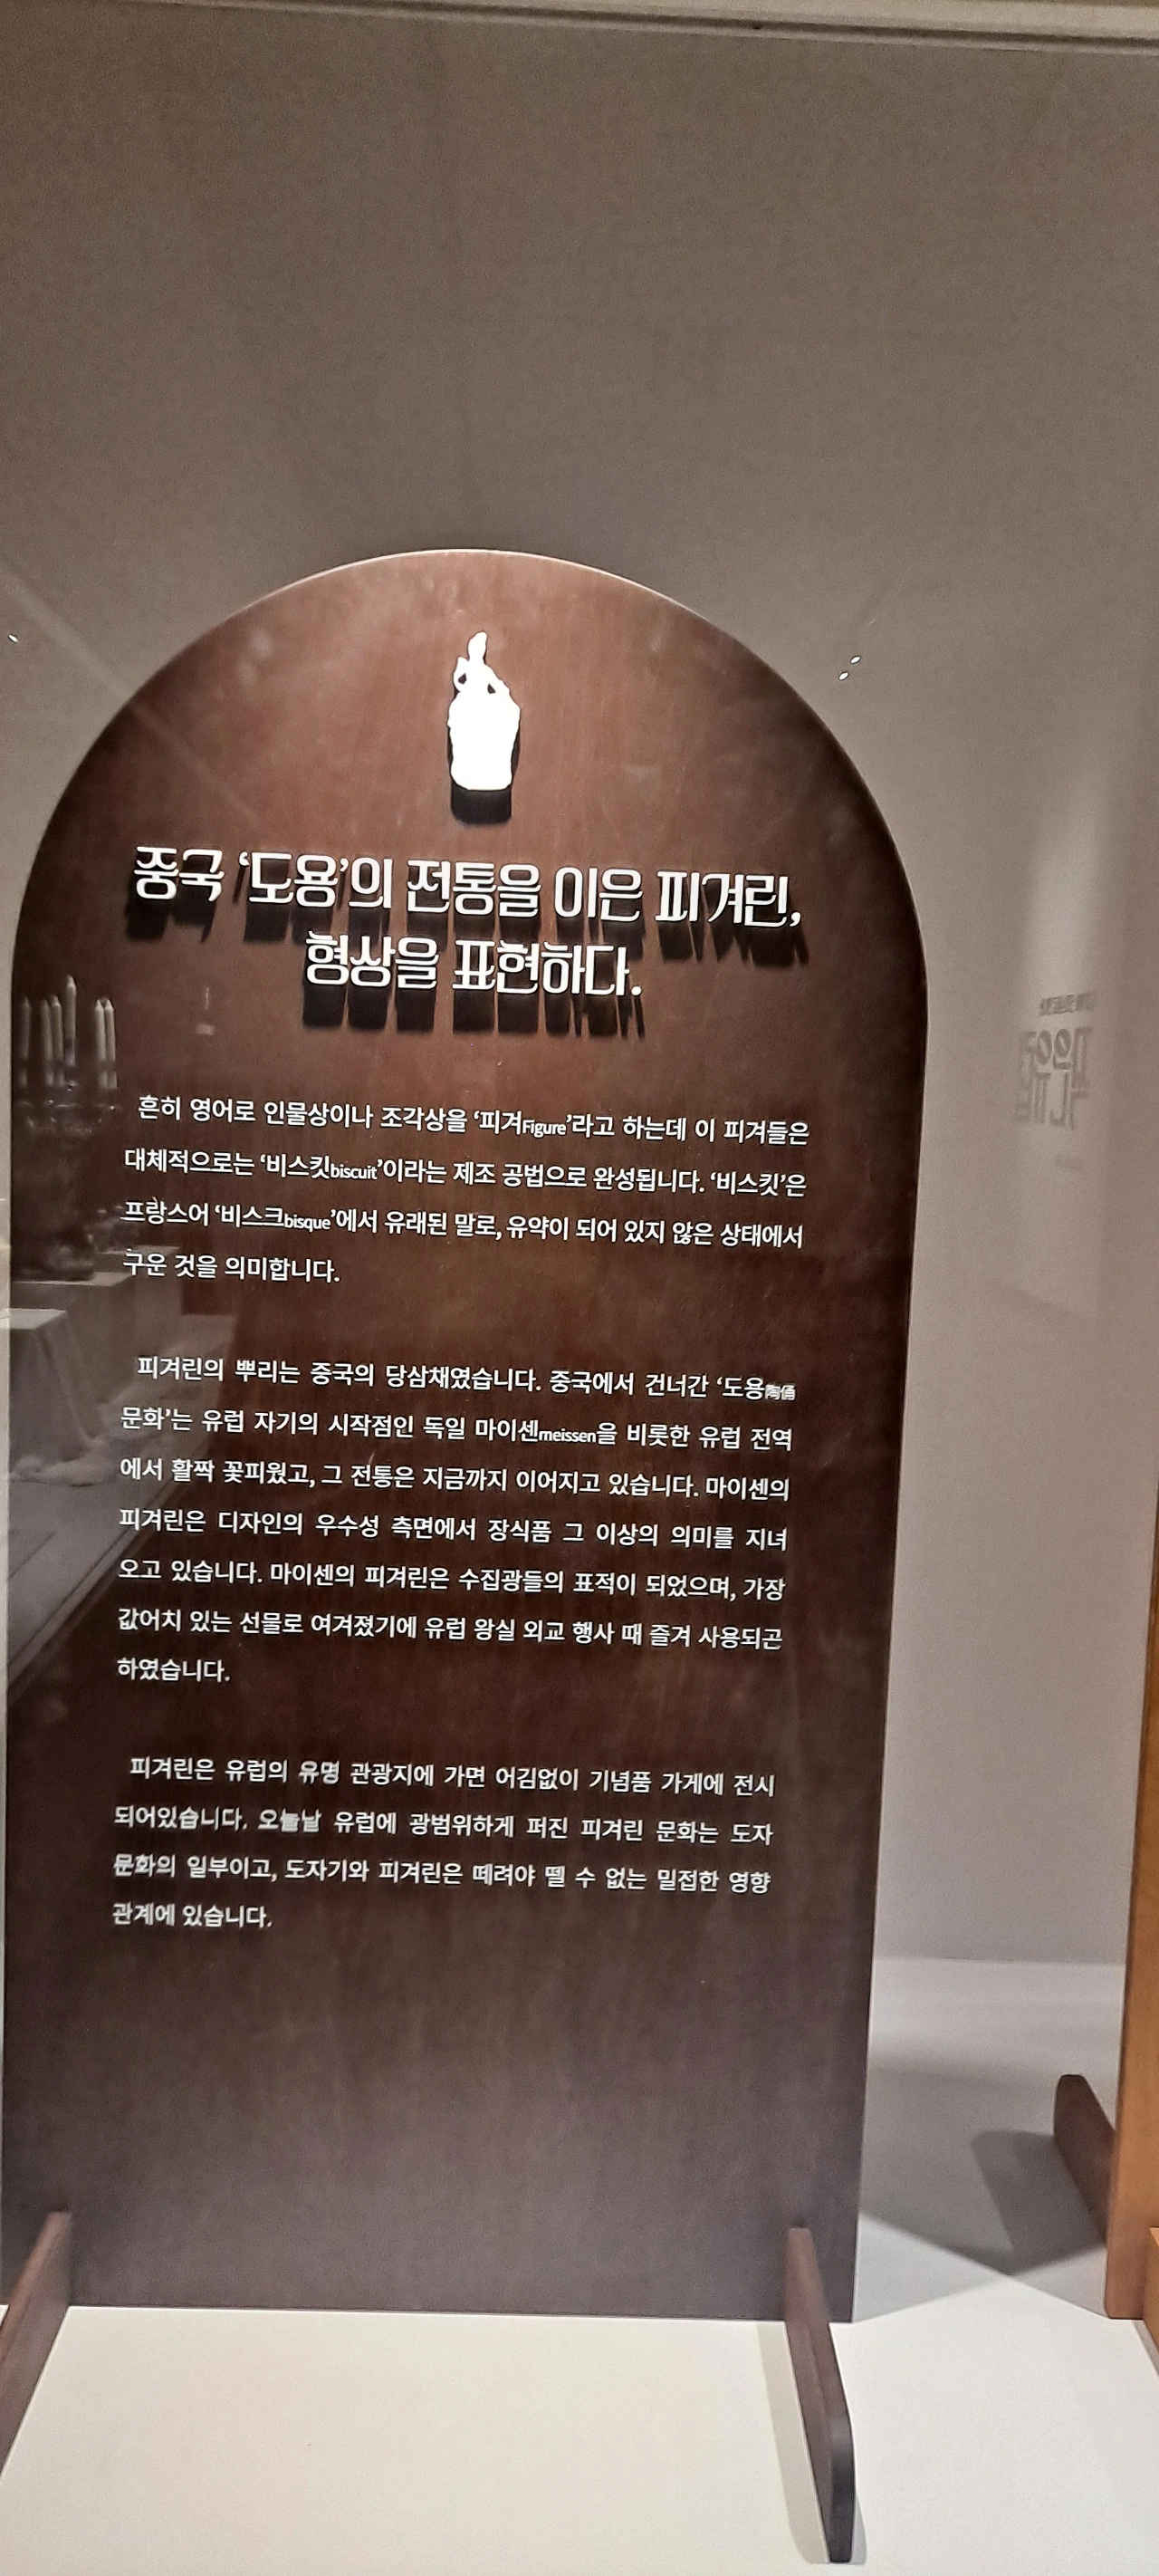 중국 ‘도용’의 전통을 이은 피겨린,
형상을 표현하다.
흔히 영어로 인물상이나 조각상을 ‘피겨Figure’라고 하는데 이 피겨들은
대체적으로는 ‘비스킷biscuit’이라는 제조 공법으로 완성됩니다. ‘비스킷’은
프랑스어 ‘비스크bisque’에서 유래된 말로, 유약이 되어 있지 않은 상태에서
구운 것을 의미합니다.
피겨린의 뿌리는 중국의 당삼채였습니다. 중국에서 건너간 ‘도용陶俑
문화’는 유럽 자기의 시작점인 독일 마이센meissen을 비롯한 유럽 전역
에서 활짝 꽃피웠고, 그 전통은 지금까지 이어지고 있습니다. 마이센의
피겨린은 디자인의 우수성 측면에서 장식품 그 이상의 의미를 지녀
오고 있습니다. 마이센의 피겨린은 수집광들의 표적이 되었으며, 가장
값어치 있는 선물로 여겨졌기에 유럽 왕실 외교 행사 때 즐겨 사용되곤
하였습니다.
피겨린은 유럽의 유명 관광지에 가면 어김없이 기념품 가게에 전시
되어있습니다. 오늘날 유럽에 광범위하게 퍼진 피겨린 문화는 도자
문화의 일부이고, 도자기와 피겨린은 떼려야 뗄 수 없는 밀접한 영향
관계에 있습니다.